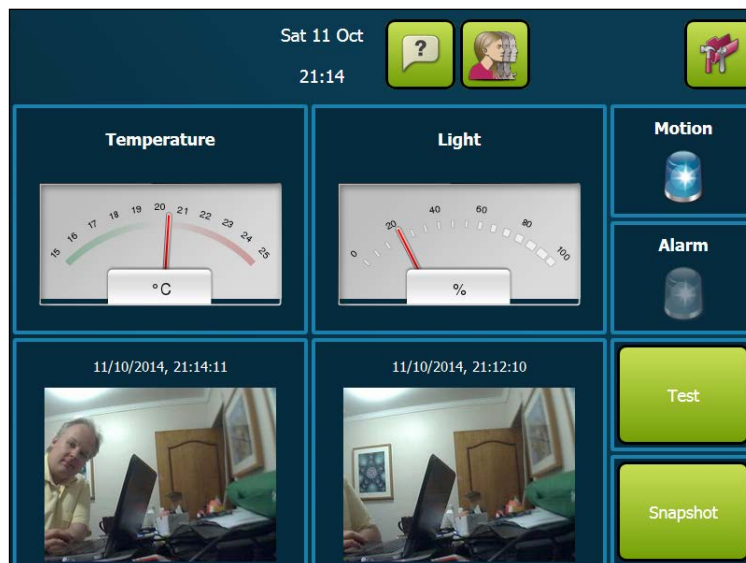 Sat 11 Oct
?
21:14
Temperature
15 16 17 18 19 20 21 22 23 24 25
°C
Light
0 20 40 60 80 100
%
Motion
Alarm
11/10/2014, 21:14:11
11/10/2014, 21:12:10
Test
Snapshot